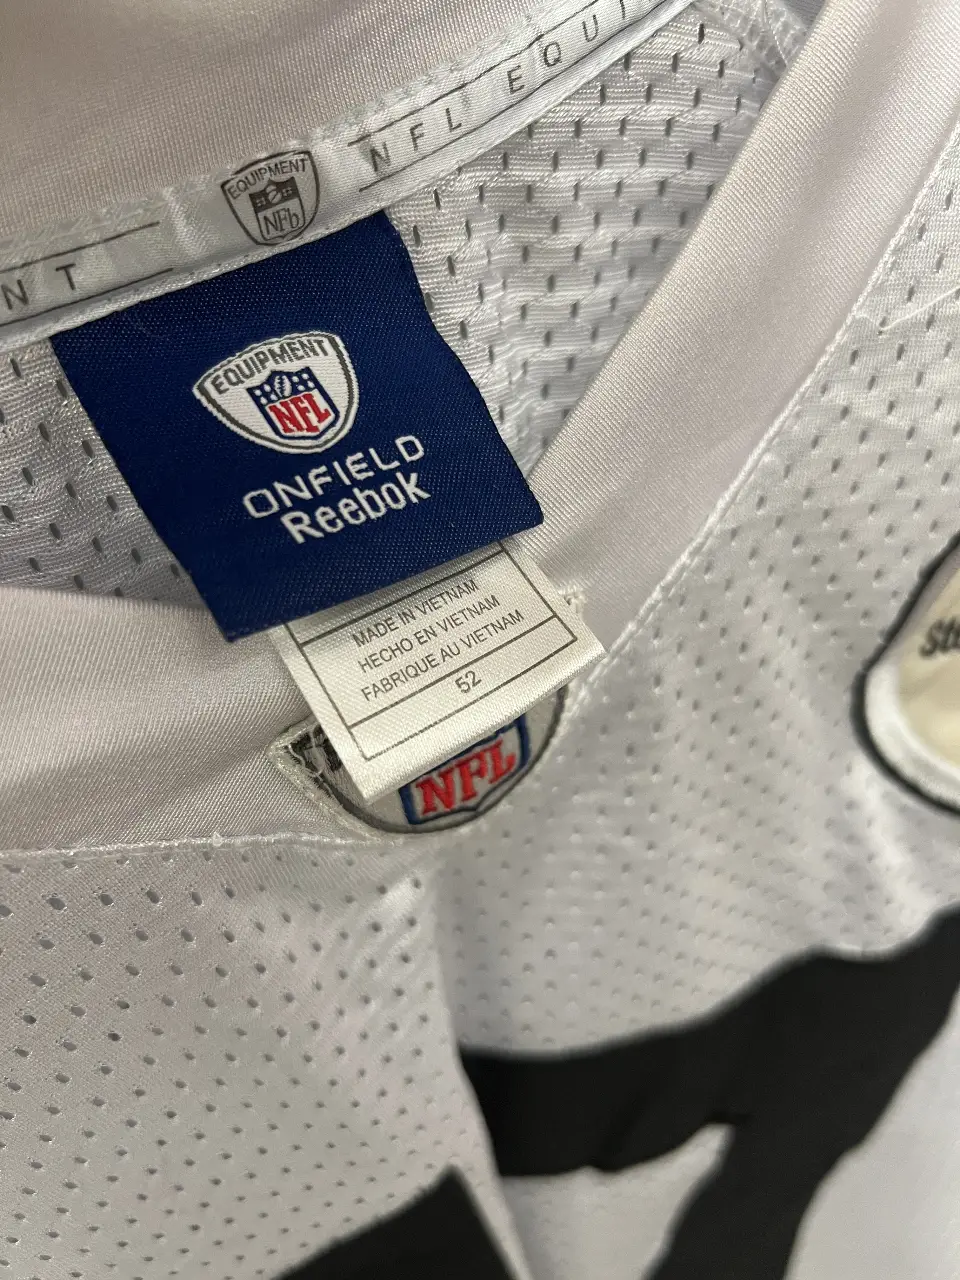 NFL EQUI
EQUIPMENT
NFL
NT
EQUIPMENT
NFL
ONFIELD
Reebok
MADE IN VIETNAM
HECHO EN VIETNAM
FABRIQUE AU VIETNAM
52
NFL